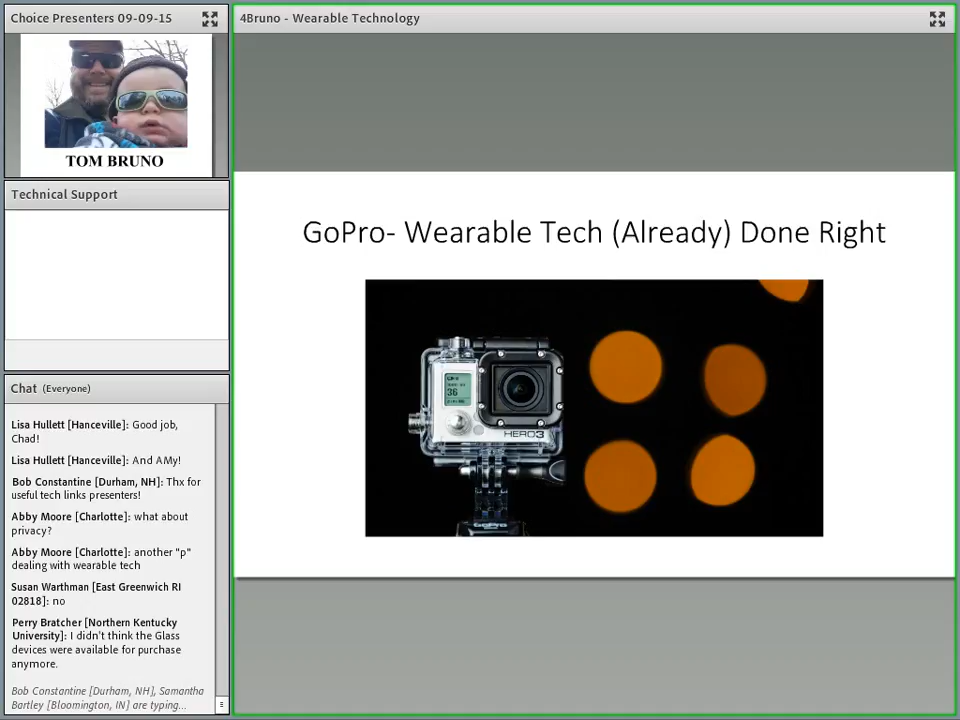 Choice Presenters 09-09-15
TOM BRUNO
Technical Support
Chat (Everyone)
Lisa Hullett [Hanceville]: Good job,
Chad!
Lisa Hullett [Hanceville]: And AMy!
Bob Constantine [Durham, NH]: Thx for
useful tech links presenters!
Abby Moore [Charlotte]: what about
privacy?
Abby Moore [Charlotte]: another "p"
dealing with wearable tech
Susan Warthman [East Greenwich RI
02818]: no
Perry Bratcher [Northern Kentucky
University]: I didn't think the Glass
devices were available for purchase
anymore.
Bob Constantine [Durham, NH], Samantha
Bartley [Bloomington, IN] are typing...
4Bruno - Wearable Technology
GoPro- Wearable Tech (Already) Done Right
36
HERO3
GoPro